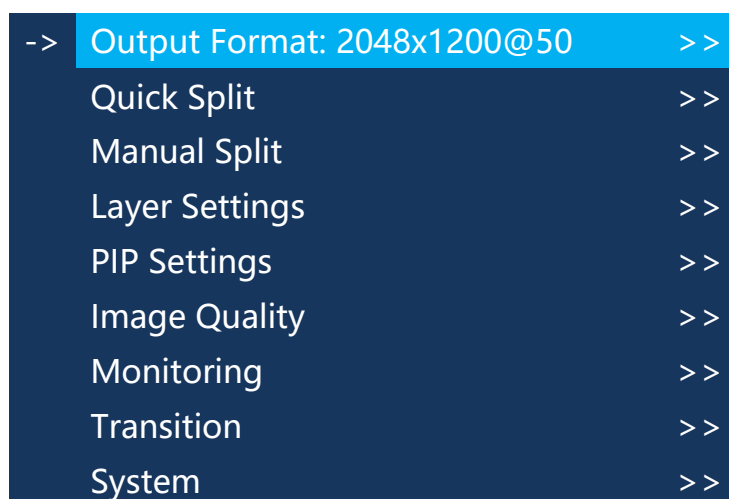 -> Output Format: 2048x1200@50 >>
Quick Split >>
Manual Split >>
Layer Settings >>
PIP Settings >>
Image Quality >>
Monitoring >>
Transition >>
System >>